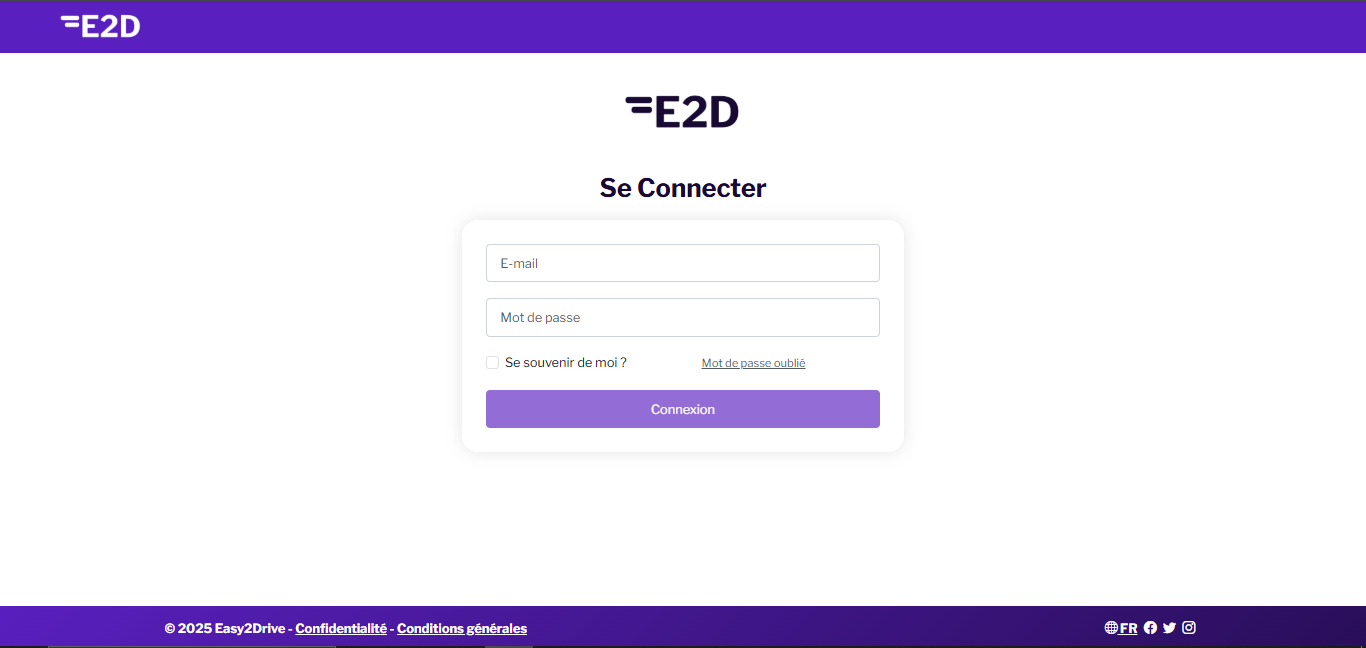 E2D
E2D
Se Connecter
E-mail
Mot de passe
Se souvenir de moi ? Mot de passe oublié
Connexion
© 2025 Easy2Drive - Confidentialité - Conditions générales FR